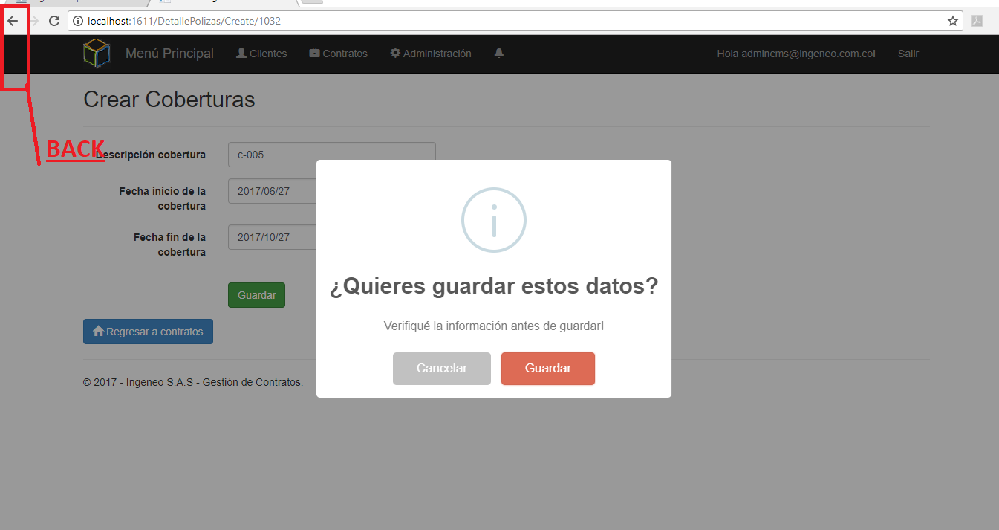 localhost:1611/DetallePolizas/Create/1032
Menú Principal Clientes Contratos Administración Hola admincms@ingeneo.com.co! Salir
Crear Coberturas
BACK
Descripción cobertura c-005
Fecha inicio de la cobertura 2017/06/27
Fecha fin de la cobertura 2017/10/27
Guardar
Regresar a contratos
© 2017 - Ingeneo S.A.S - Gestión de Contratos.
¿Quieres guardar estos datos?
Verifiqué la información antes de guardar!
Cancelar Guardar